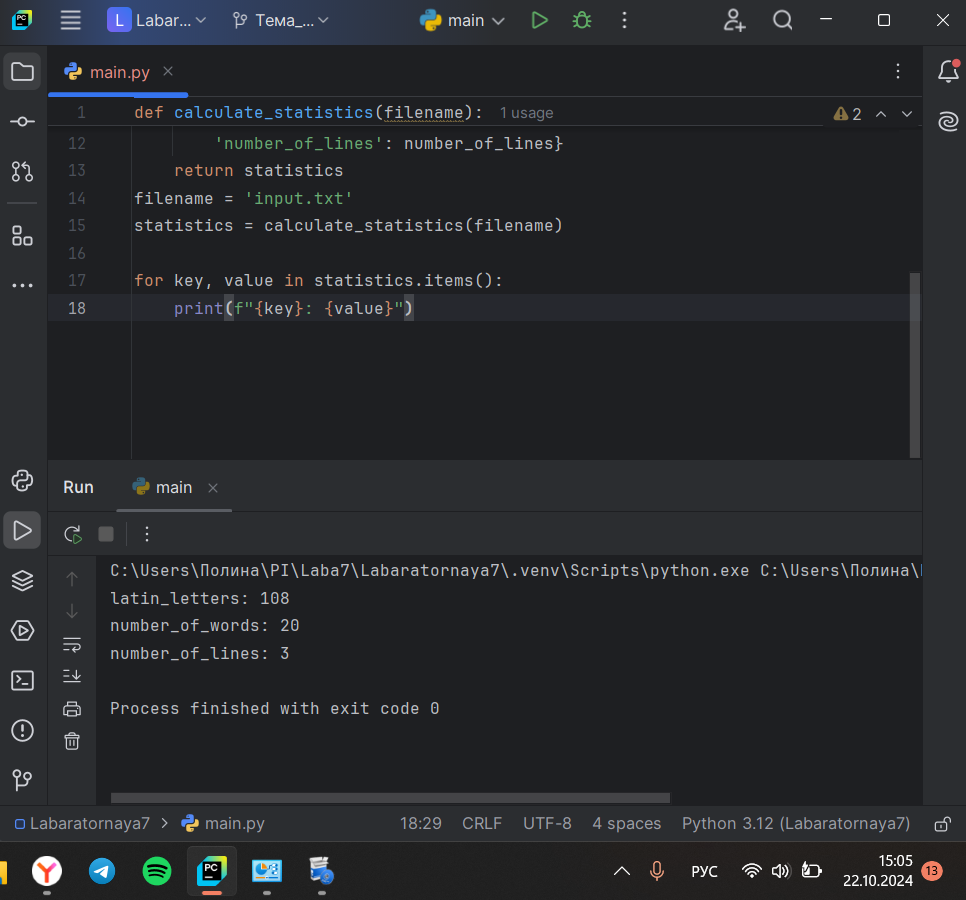 PC L Labar... Тема_... main
main.py
1 def calculate_statistics(filename): 1 usage 2
12 'number_of_lines': number_of_lines}
13 return statistics
14 filename = 'input.txt'
15 statistics = calculate_statistics(filename)
16
17 for key, value in statistics.items():
18 print(f"{key}: {value}")
Run main
C:\Users\Полина\PI\Laba7\Labaratornaya7\.venv\Scripts\python.exe C:\Users\Полина\
latin_letters: 108
number_of_words: 20
number_of_lines: 3
Process finished with exit code 0
Labaratornaya7 main.py 18:29 CRLF UTF-8 4 spaces Python 3.12 (Labaratornaya7)
PC РУС 15:05 13
22.10.2024